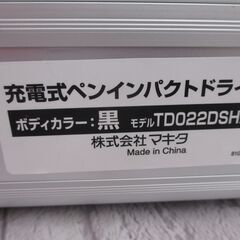 充電式ペンインパクトドライ
ボディカラー:黒 モデルTD022DSH
株式会社マキタ
Made in China